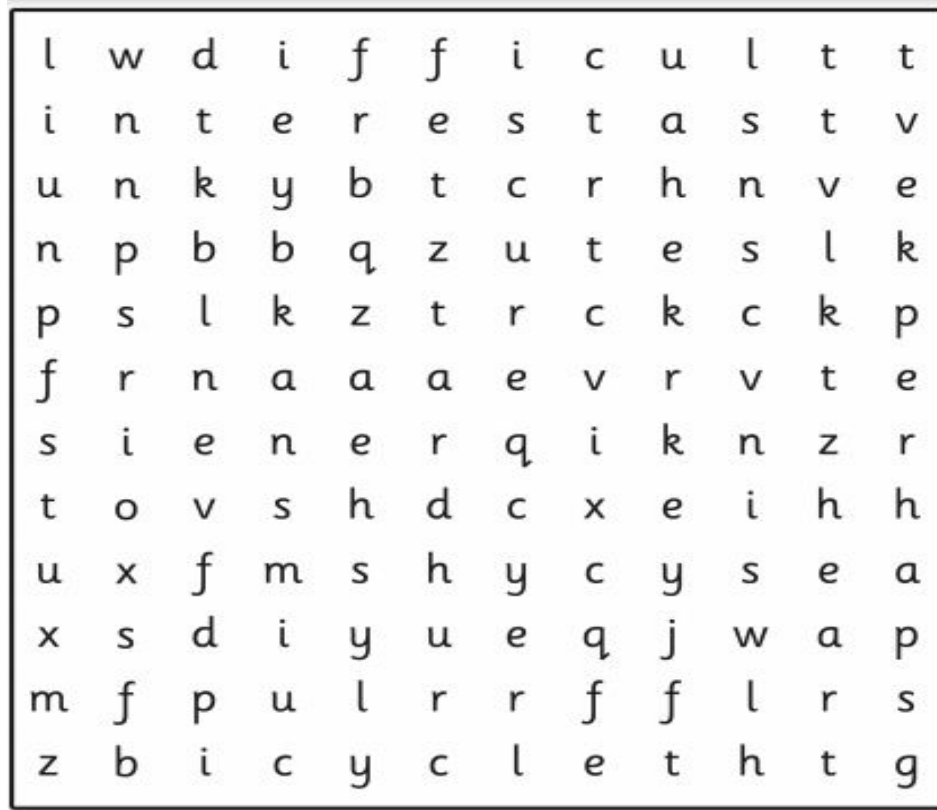 l w d i f f i c u l t t
i n t e r e s t a s t v
u n k y b t c r h n v e
n p b b q z u t e s l k
p s l k z t r c k c k p
f r n a a a e v r v t e
s i e n e r q i k n z r
t o v s h d c x e i h h
u x f m s h y c y s e a
x s d i y u e q j w a p
m f p u l r r f f l r s
z b i c y c l e t h t g